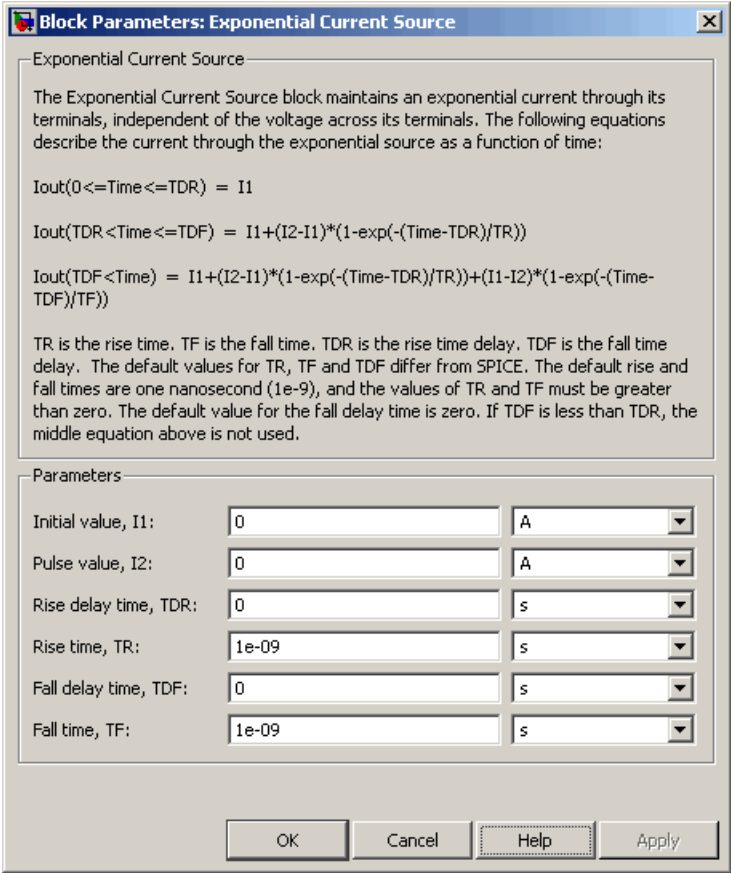 Block Parameters: Exponential Current Source
Exponential Current Source
The Exponential Current Source block maintains an exponential current through its
terminals, independent of the voltage across its terminals. The following equations
describe the current through the exponential source as a function of time:
Iout(0<=Time<=TDR) = I1
Iout(TDR<Time<=TDF) = I1+(I2-I1)*(1-exp(-(Time-TDR)/TR))
Iout(TDF<Time) = I1+(I2-I1)*(1-exp(-(Time-TDR)/TR))+(I1-I2)*(1-exp(-(Time-
TDF)/TF))
TR is the rise time. TF is the fall time. TDR is the rise time delay. TDF is the fall time
delay. The default values for TR, TF and TDF differ from SPICE. The default rise and
fall times are one nanosecond (1e-9), and the values of TR and TF must be greater
than zero. The default value for the fall delay time is zero. If TDF is less than TDR, the
middle equation above is not used.
Parameters
Initial value, I1: 0 A
Pulse value, I2: 0 A
Rise delay time, TDR: 0 s
Rise time, TR: 1e-09 s
Fall delay time, TDF: 0 s
Fall time, TF: 1e-09 s
OK Cancel Help Apply